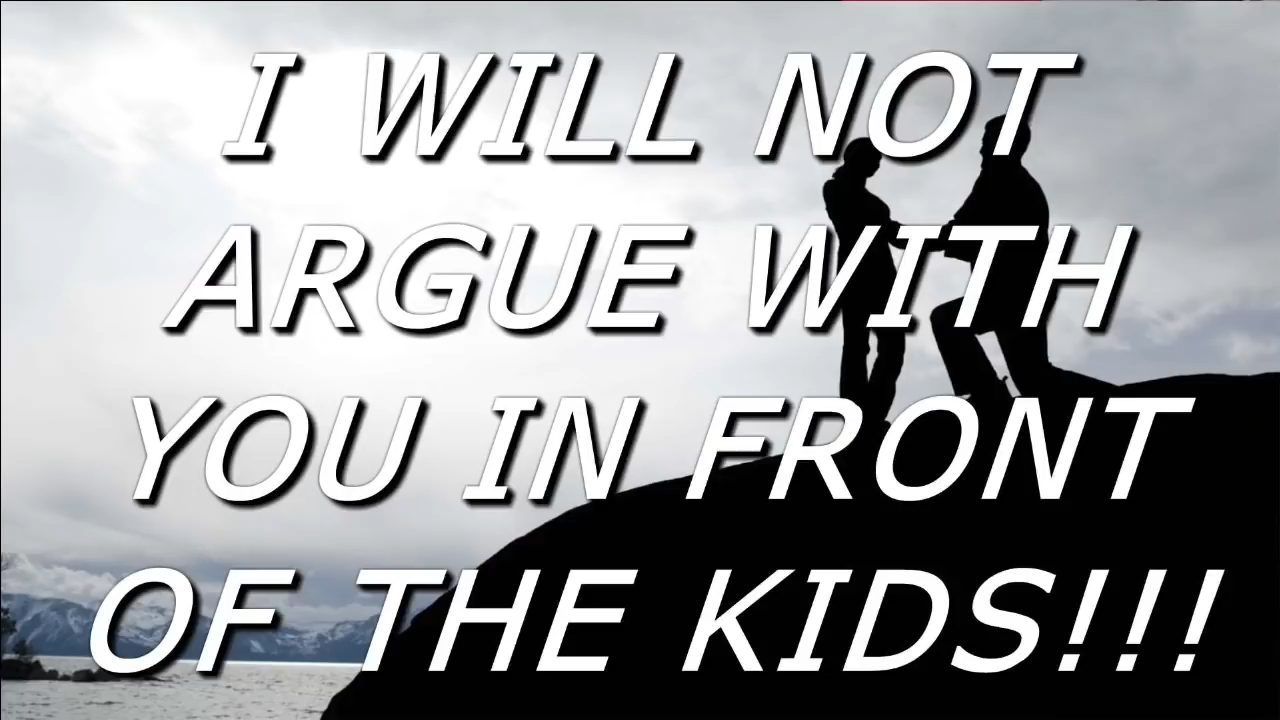 I WILL NOT
ARGUE WITH
YOU IN FRONT
OF THE KIDS!!!